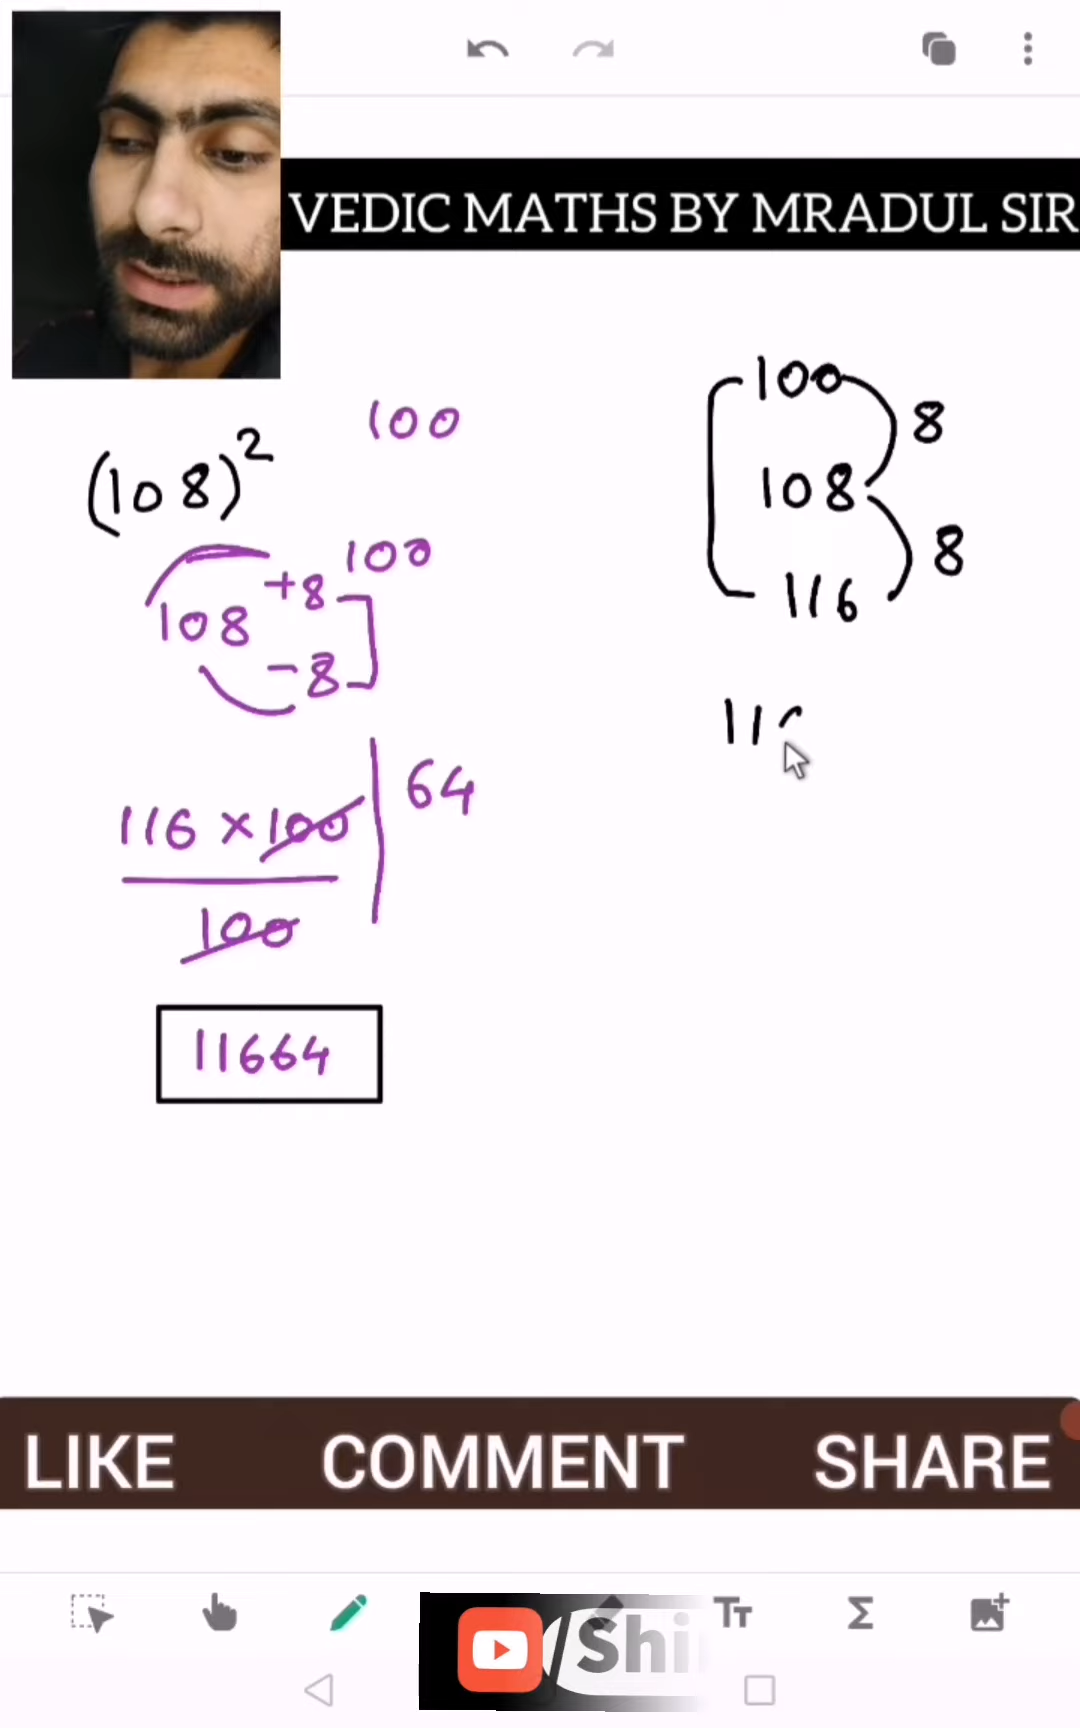 VEDIC MATHS BY MRADUL SIR
100
(108)²
100
+8
108
-8
116 × 100
100
64
11664
100
8
108
8
116
11
LIKE COMMENT SHARE
Tт
Σ
/Shi